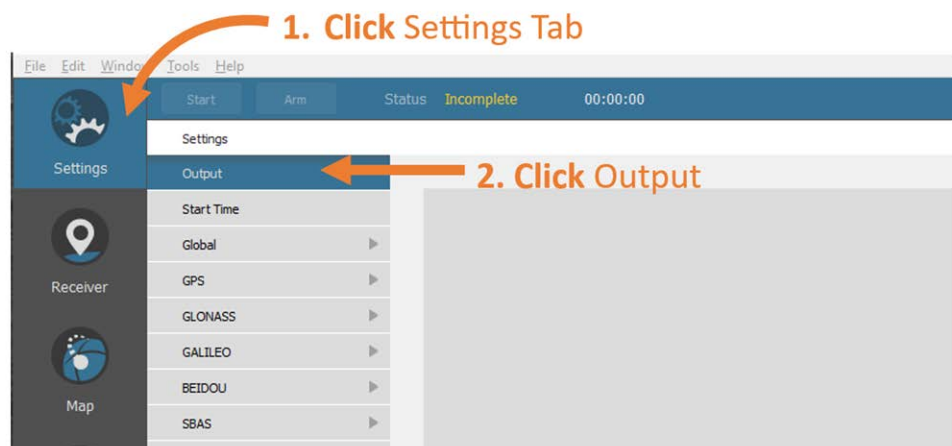 1. Click Settings Tab
File Edit Window Tools Help
Start Arm Status Incomplete 00:00:00
Settings
Settings
Output
2. Click Output
Start Time
Global
GPS
Receiver
GLONASS
GALILEO
BEIDOU
Map
SBAS